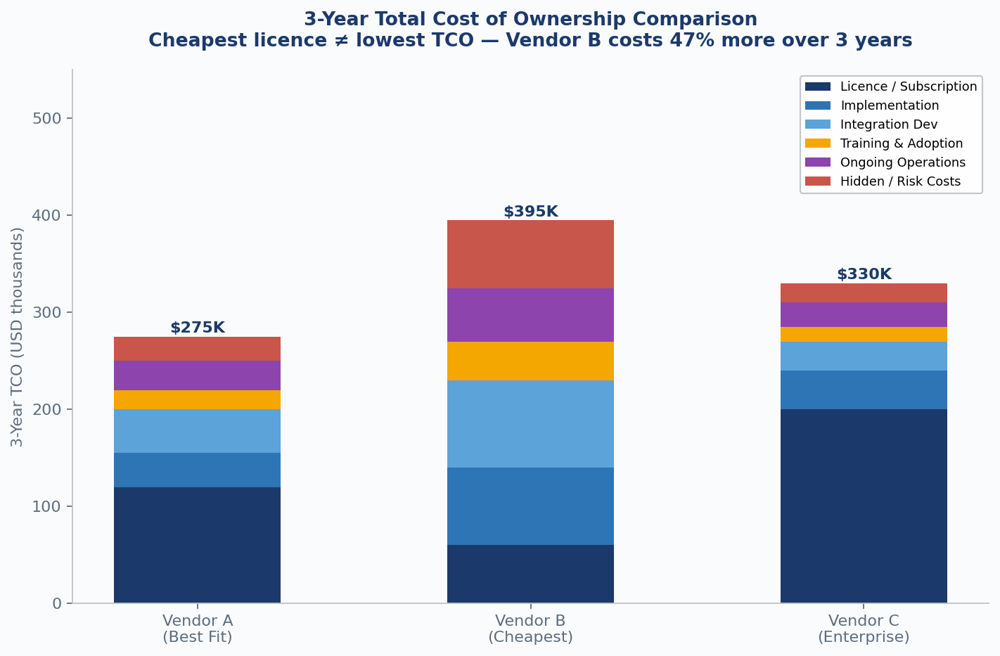 3-Year Total Cost of Ownership Comparison
Cheapest licence ≠ lowest TCO — Vendor B costs 47% more over 3 years
Licence / Subscription
Implementation
Integration Dev
Training & Adoption
Ongoing Operations
Hidden / Risk Costs
3-Year TCO (USD thousands)
500
400
300
200
100
0
$275K
$395K
$330K
Vendor A
(Best Fit)
Vendor B
(Cheapest)
Vendor C
(Enterprise)